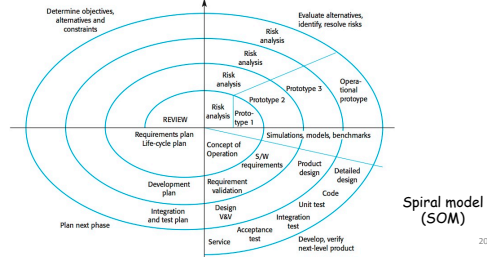 Determine objectives,
alternatives and
constraints
Evaluate alternatives,
identify, resolve risks
Risk
analysis
Risk
analysis
Risk
analysis
Risk
analysis
REVIEW
Proto-
type 1
Prototype 2
Prototype 3
Opera-
tional
protoype
Requirements plan
Life-cycle plan
Simulations, models, benchmarks
Concept of
Operation
S/W
requirements
Product
design
Detailed
design
Development
plan
Requirement
validation
Code
Unit test
Integration
and test plan
Design
V&V
Integration
test
Plan next phase
Acceptance
test
Service
Develop, verify
next-level product
Spiral model
(SOM)
20